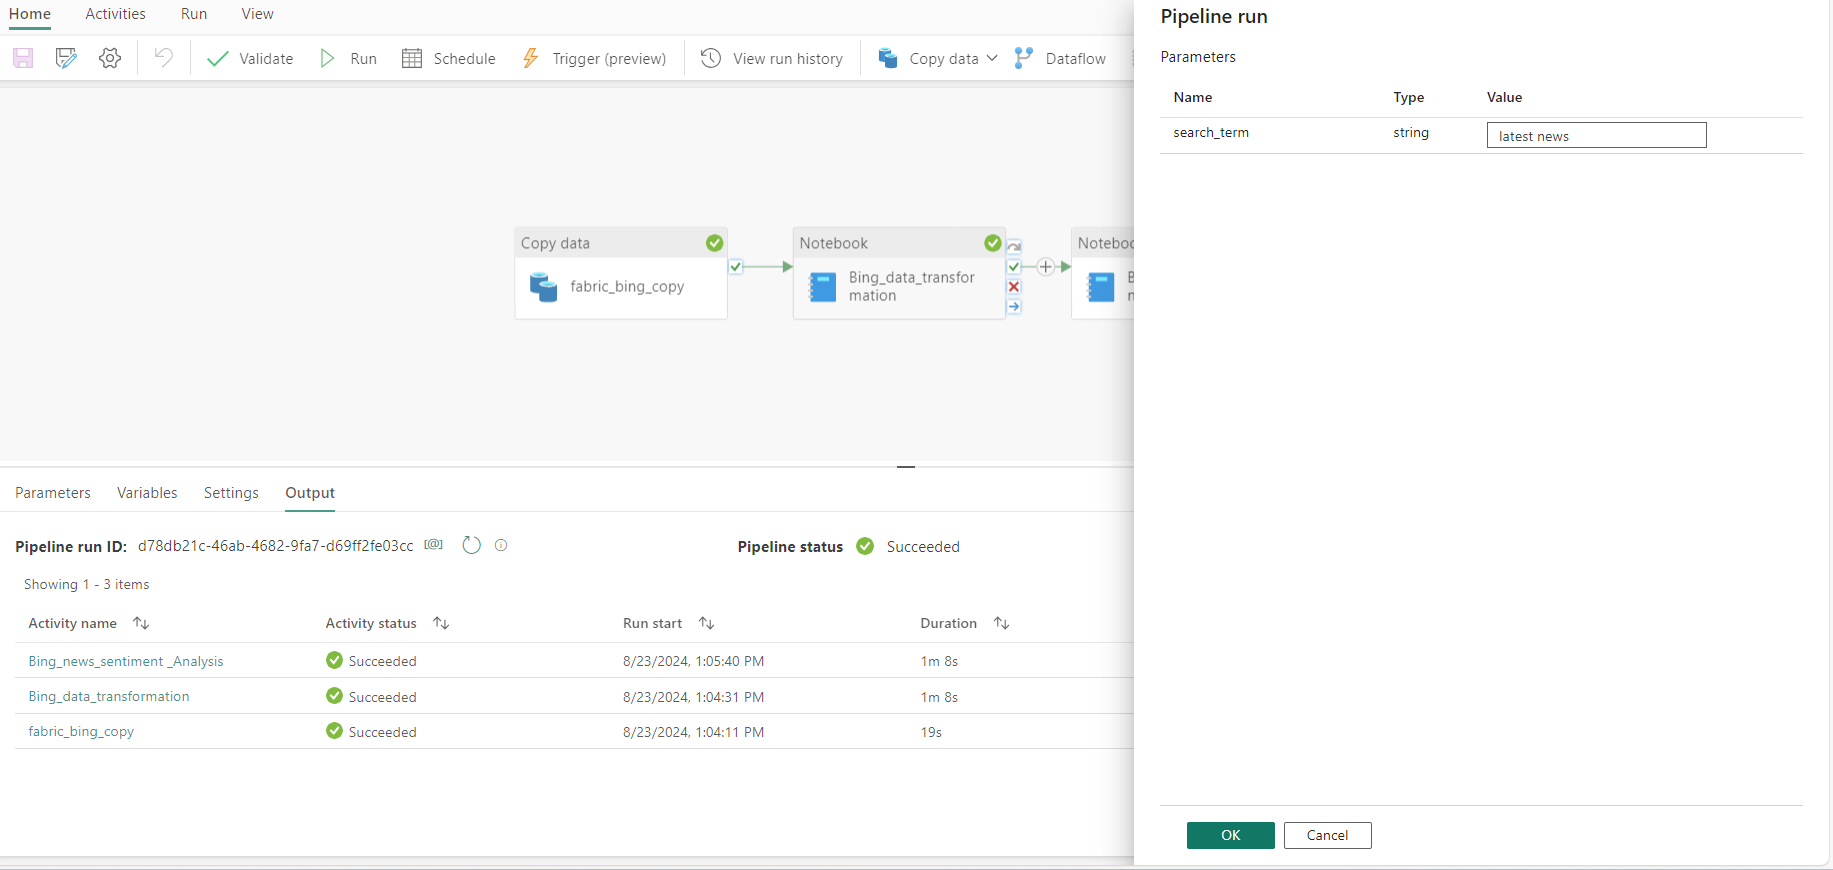 Home Activities Run View
Validate Run Schedule Trigger (preview) View run history Copy data Dataflow
Copy data
fabric_bing_copy
Notebook
Bing_data_transfor
mation
Noteboo
B
n
Parameters Variables Settings Output
Pipeline run ID: d78db21c-46ab-4682-9fa7-d69ff2fe03cc [@] Pipeline status Succeeded
Showing 1 - 3 items
Activity name Activity status Run start Duration
Bing_news_sentiment _Analysis Succeeded 8/23/2024, 1:05:40 PM 1m 8s
Bing_data_transformation Succeeded 8/23/2024, 1:04:31 PM 1m 8s
fabric_bing_copy Succeeded 8/23/2024, 1:04:11 PM 19s
Pipeline run
Parameters
Name Type Value
search_term string latest news
OK Cancel